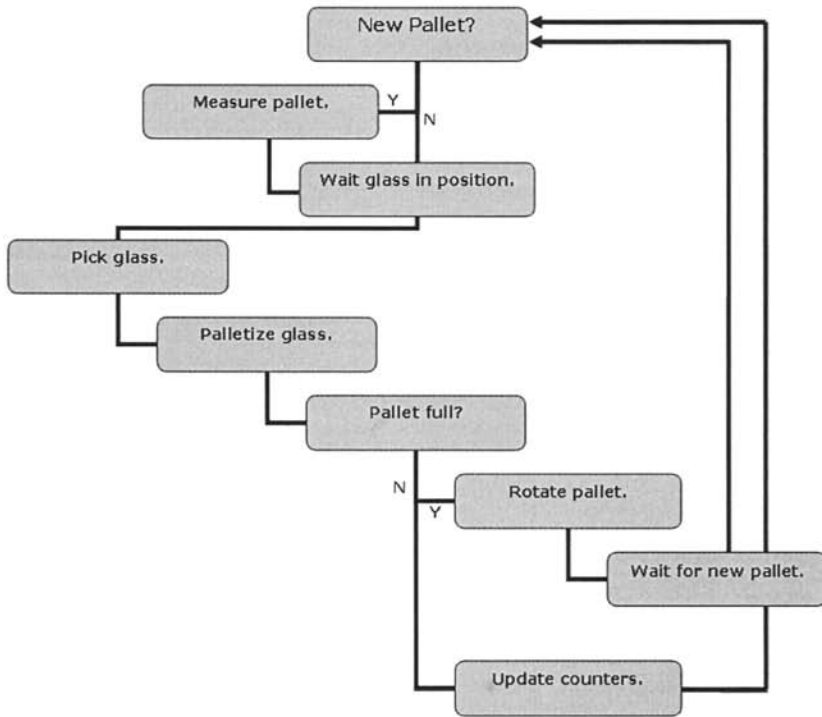 New Pallet?
Measure pallet.
Y
N
Wait glass in position.
Pick glass.
Palletize glass.
Pallet full?
N
Y
Rotate pallet.
Wait for new pallet.
Update counters.